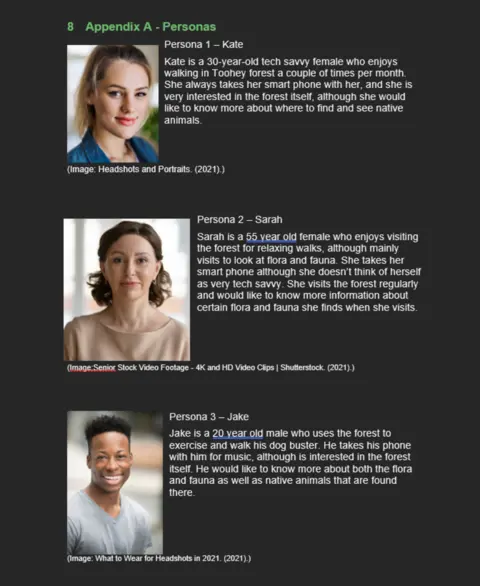 8 Appendix A - Personas
Persona 1 – Kate
Kate is a 30-year-old tech savvy female who enjoys
walking in Toohey forest a couple of times per month.
She always takes her smart phone with her, and she is
very interested in the forest itself, although she would
like to know more about where to find and see native
animals.
(Image: Headshots and Portraits. (2021).)
Persona 2 – Sarah
Sarah is a 55 year old female who enjoys visiting
the forest for relaxing walks, although mainly
visits to look at flora and fauna. She takes her
smart phone although she doesn't think of herself
as very tech savvy. She visits the forest regularly
and would like to know more information about
certain flora and fauna she finds when she visits.
(Image:Senior Stock Video Footage - 4K and HD Video Clips | Shutterstock. (2021).)
Persona 3 – Jake
Jake is a 20 year old male who uses the forest to
exercise and walk his dog buster. He takes his phone
with him for music, although is interested in the forest
itself. He would like to know more about both the flora
and fauna as well as native animals that are found
there.
(Image: What to Wear for Headshots in 2021. (2021).)